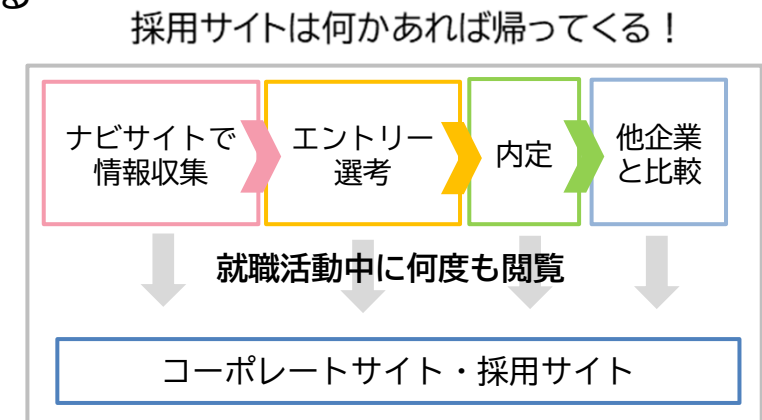 採用サイトは何かあれば帰ってくる！
ナビサイトで
情報収集
エントリー
選考
内定
他企業
と比較
就職活動中に何度も閲覧
コーポレートサイト・採用サイト